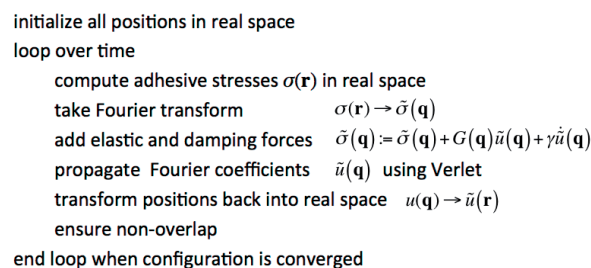 initialize all positions in real space
loop over time
compute adhesive stresses σ(r) in real space
take Fourier transform σ(r)→σ̃(q)
add elastic and damping forces σ̃(q):=σ̃(q)+G(q)ũ(q)+γũ̇(q)
propagate Fourier coefficients ũ(q) using Verlet
transform positions back into real space u(q)→ũ(r)
ensure non-overlap
end loop when configuration is converged